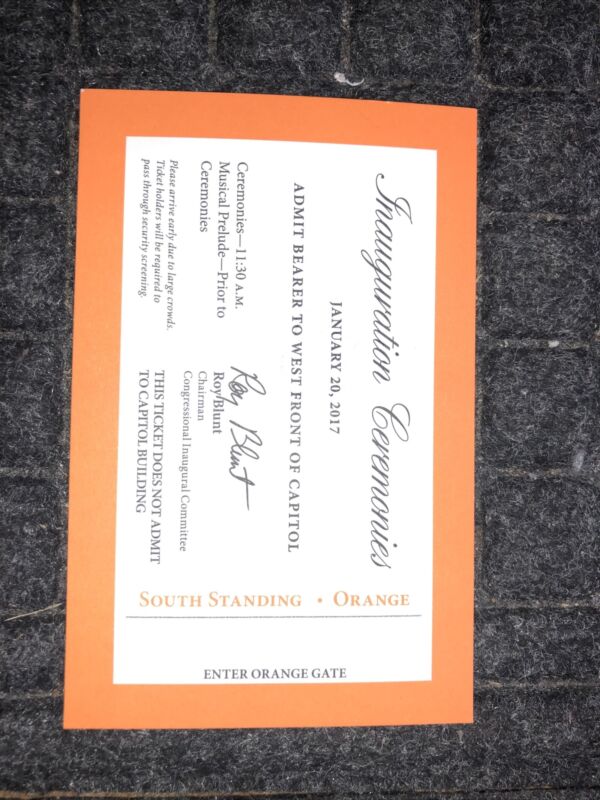 Inauguration Ceremonies
JANUARY 20, 2017
ADMIT BEARER TO WEST FRONT OF CAPITOL
Ceremonies—11:30 A.M.
Musical Prelude—Prior to
Ceremonies
Please arrive early due to large crowds.
Ticket holders will be required to
pass through security screening.
Roy Blunt
Roy Blunt
Chairman
Congressional Inaugural Committee
THIS TICKET DOES NOT ADMIT
TO CAPITOL BUILDING
SOUTH STANDING • ORANGE
ENTER ORANGE GATE